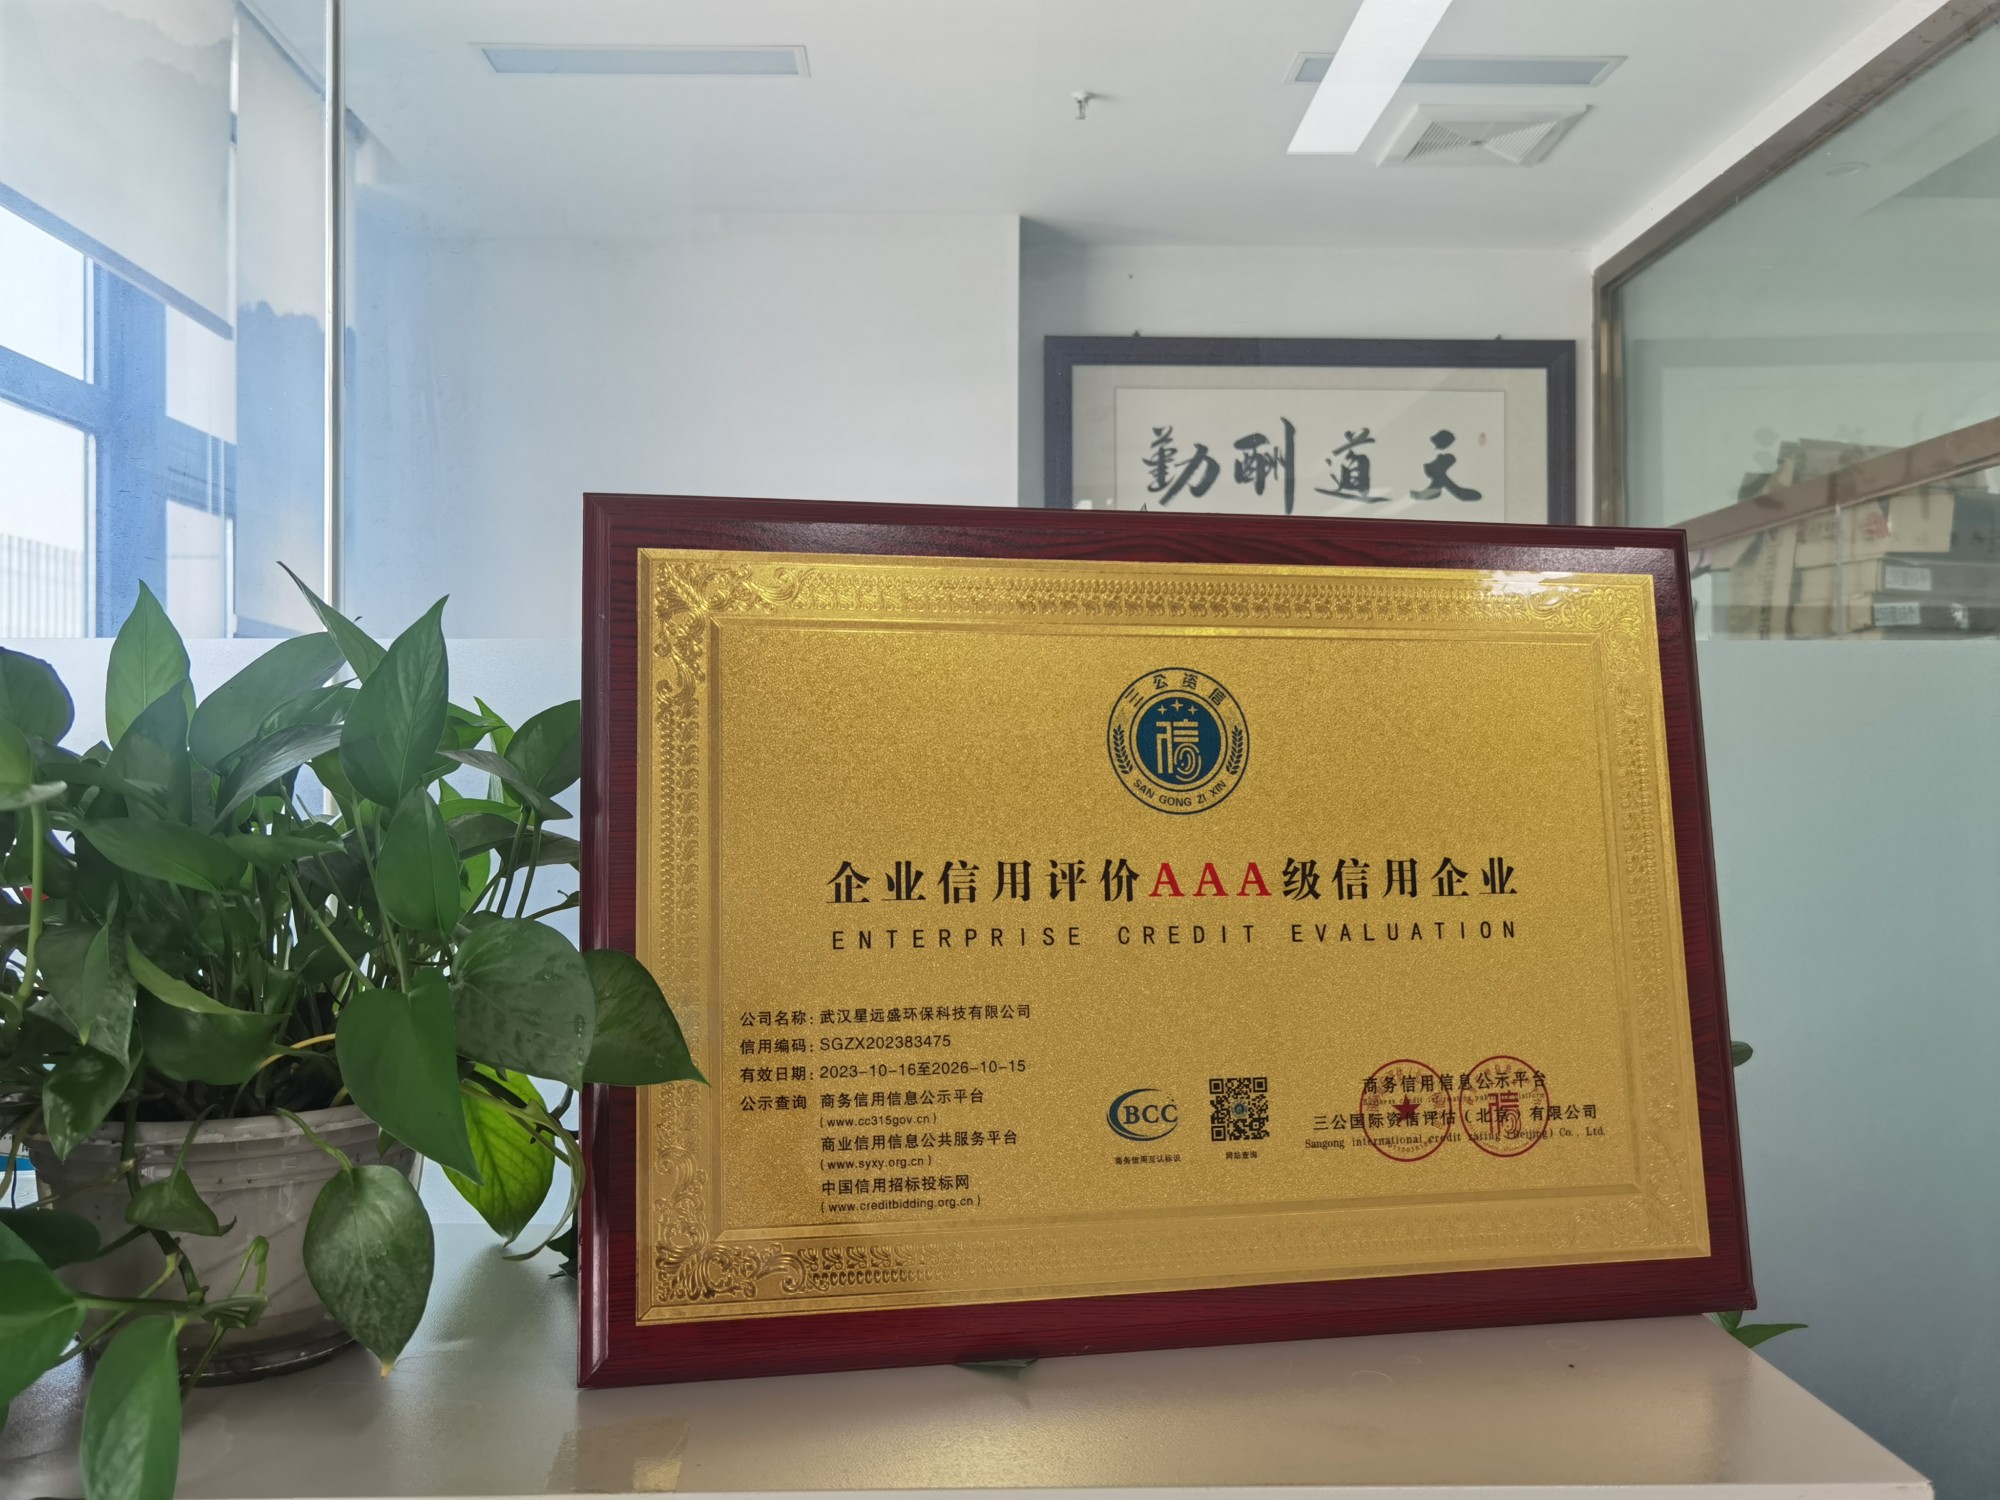 天道酬勤
三公资信
信
SAN GONG ZI XIN
企业信用评价AAA级信用企业
ENTERPRISE CREDIT EVALUATION
公司名称: 武汉星远盛环保科技有限公司
信用编码: SGZX202383475
有效日期: 2023-10-16至2026-10-15
公示查询 商务信用信息公示平台
(www.cc315gov.cn)
商业信用信息公共服务平台
(www.syxy.org.cn)
中国信用招标投标网
(www.creditbidding.org.cn)
BCC
商务信用互认标识
网站查询
商务信用信息公示平台
Business credit information publicity platform
三公国际资信评估（北京）有限公司
Sangong international credit rating (Beijing) Co., Ltd.